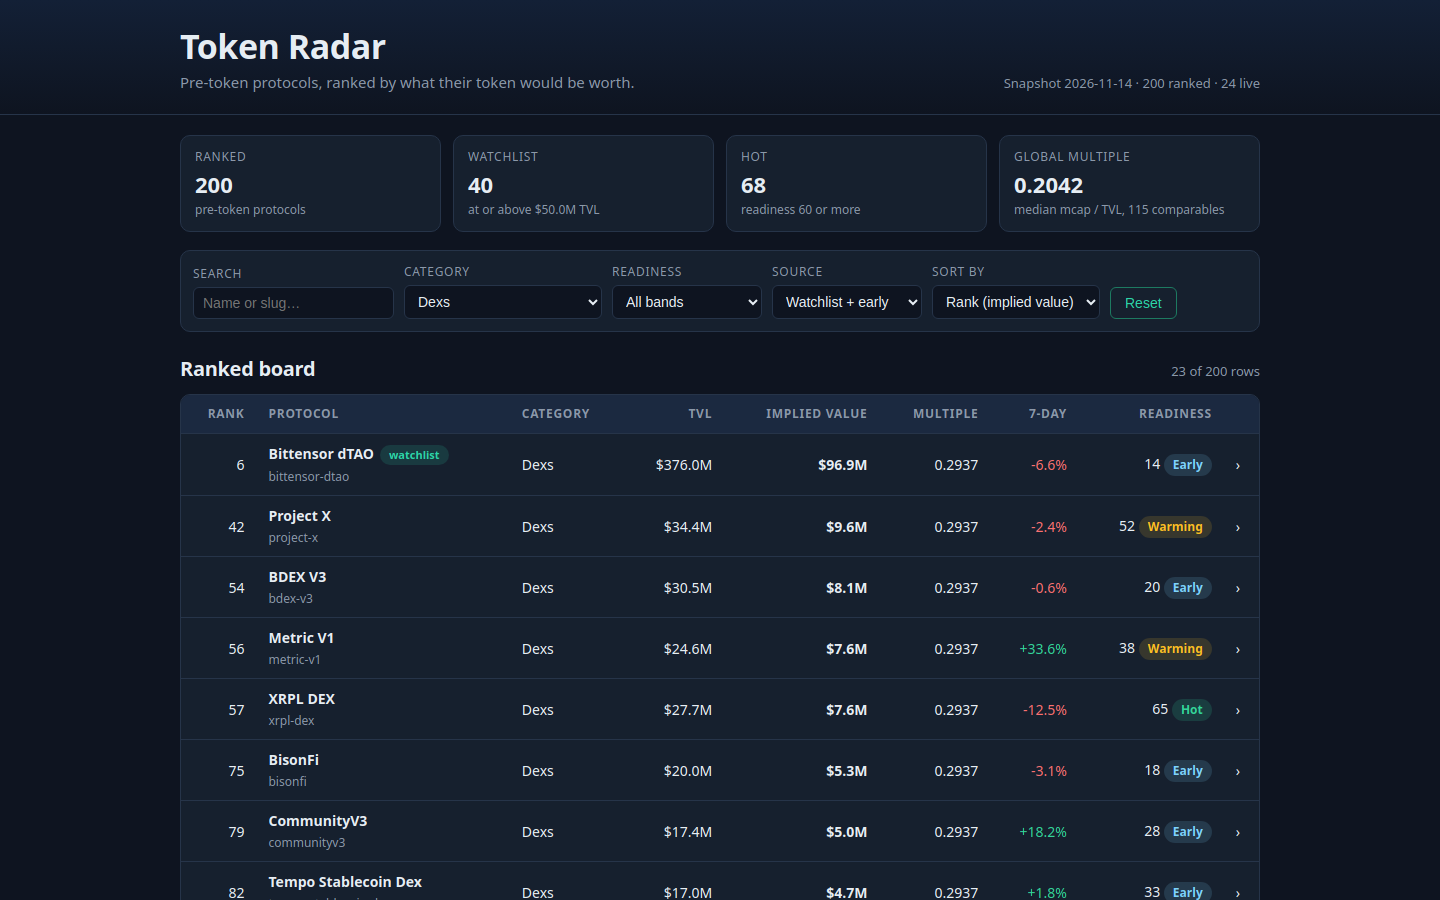 Token Radar
Pre-token protocols, ranked by what their token would be worth.
Snapshot 2026-11-14 · 200 ranked · 24 live
RANKED
200
pre-token protocols
WATCHLIST
40
at or above $50.0M TVL
HOT
68
readiness 60 or more
GLOBAL MULTIPLE
0.2042
median mcap / TVL, 115 comparables
SEARCH
Name or slug…
CATEGORY
Dexs
READINESS
All bands
SOURCE
Watchlist + early
SORT BY
Rank (implied value)
Reset
Ranked board
23 of 200 rows
RANK PROTOCOL CATEGORY TVL IMPLIED VALUE MULTIPLE 7-DAY READINESS
6 Bittensor dTAO watchlist Dexs $376.0M $96.9M 0.2937 -6.6% 14 Early ›
bittensor-dtao
42 Project X Dexs $34.4M $9.6M 0.2937 -2.4% 52 Warming ›
project-x
54 BDEX V3 Dexs $30.5M $8.1M 0.2937 -0.6% 20 Early ›
bdex-v3
56 Metric V1 Dexs $24.6M $7.6M 0.2937 +33.6% 38 Warming ›
metric-v1
57 XRPL DEX Dexs $27.7M $7.6M 0.2937 -12.5% 65 Hot ›
xrpl-dex
75 BisonFi Dexs $20.0M $5.3M 0.2937 -3.1% 18 Early ›
bisonfi
79 CommunityV3 Dexs $17.4M $5.0M 0.2937 +18.2% 28 Early ›
communityv3
82 Tempo Stablecoin Dex Dexs $17.0M $4.7M 0.2937 +1.8% 33 Early ›